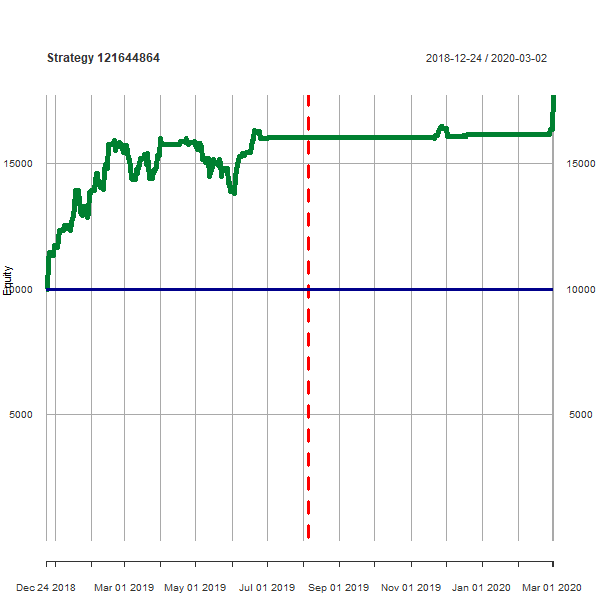 Strategy 121644864
2018-12-24 / 2020-03-02
Equity
15000
15000
10000
10000
5000
5000
Dec 24 2018
Mar 01 2019
May 01 2019
Jul 01 2019
Sep 01 2019
Nov 01 2019
Jan 01 2020
Mar 01 2020